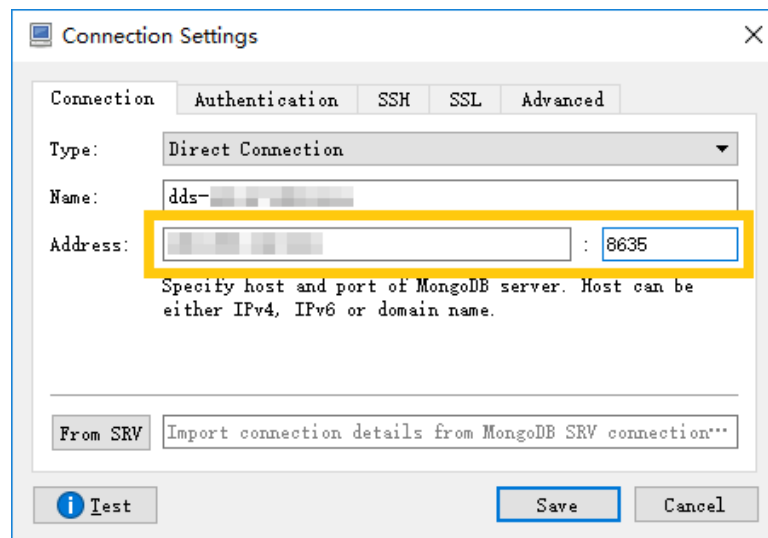 Connection Settings
Connection Authentication SSH SSL Advanced
Type: Direct Connection
Name: dds-
Address: : 8635
Specify host and port of MongoDB server. Host can be
either IPv4, IPv6 or domain name.
From SRV Import connection details from MongoDB SRV connection···
Test Save Cancel